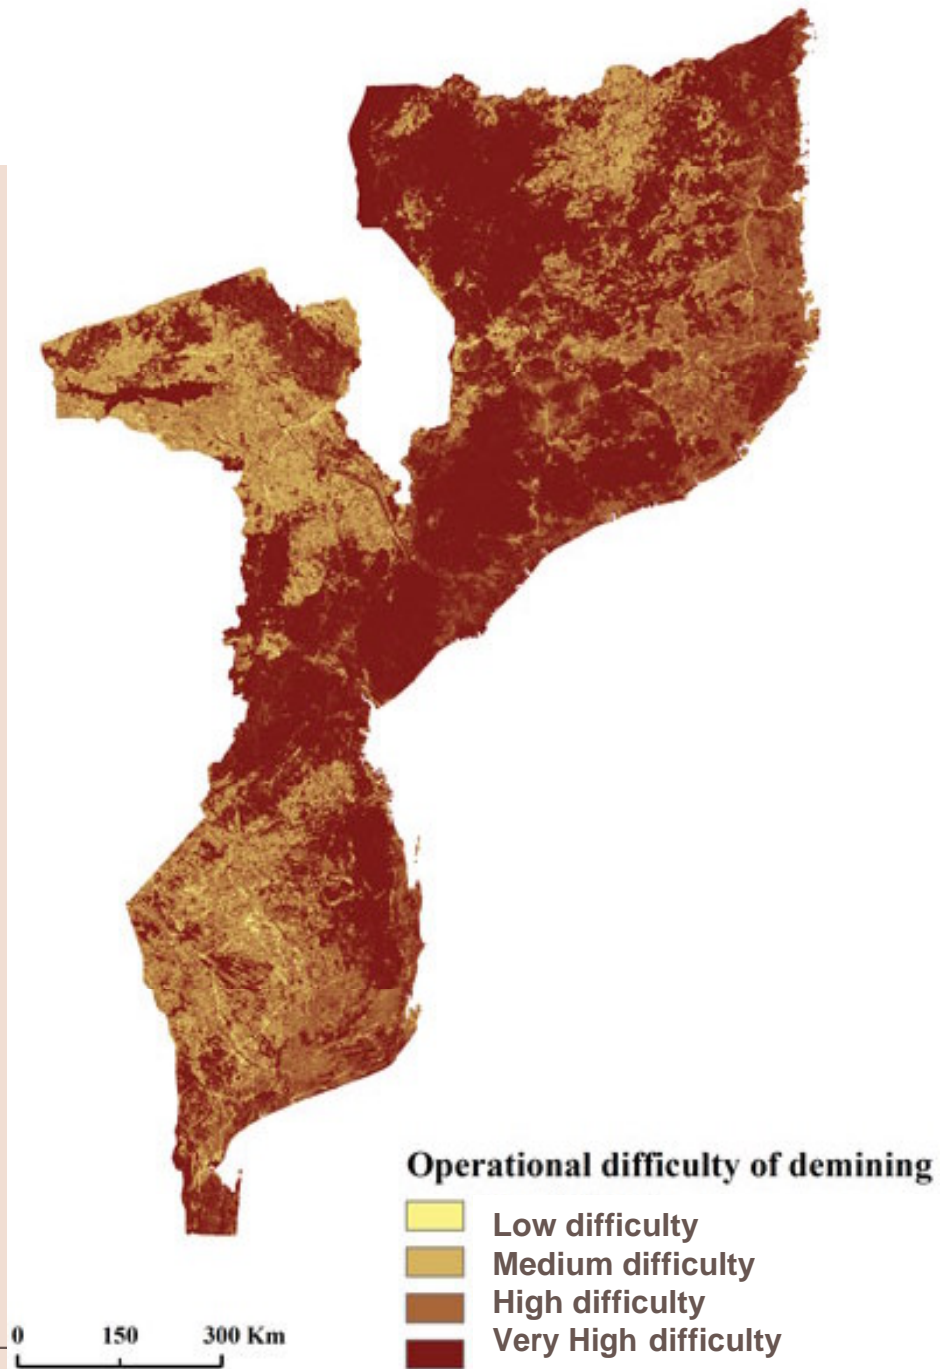 Operational difficulty of demining
Low difficulty
Medium difficulty
High difficulty
Very High difficulty
0 150 300 Km